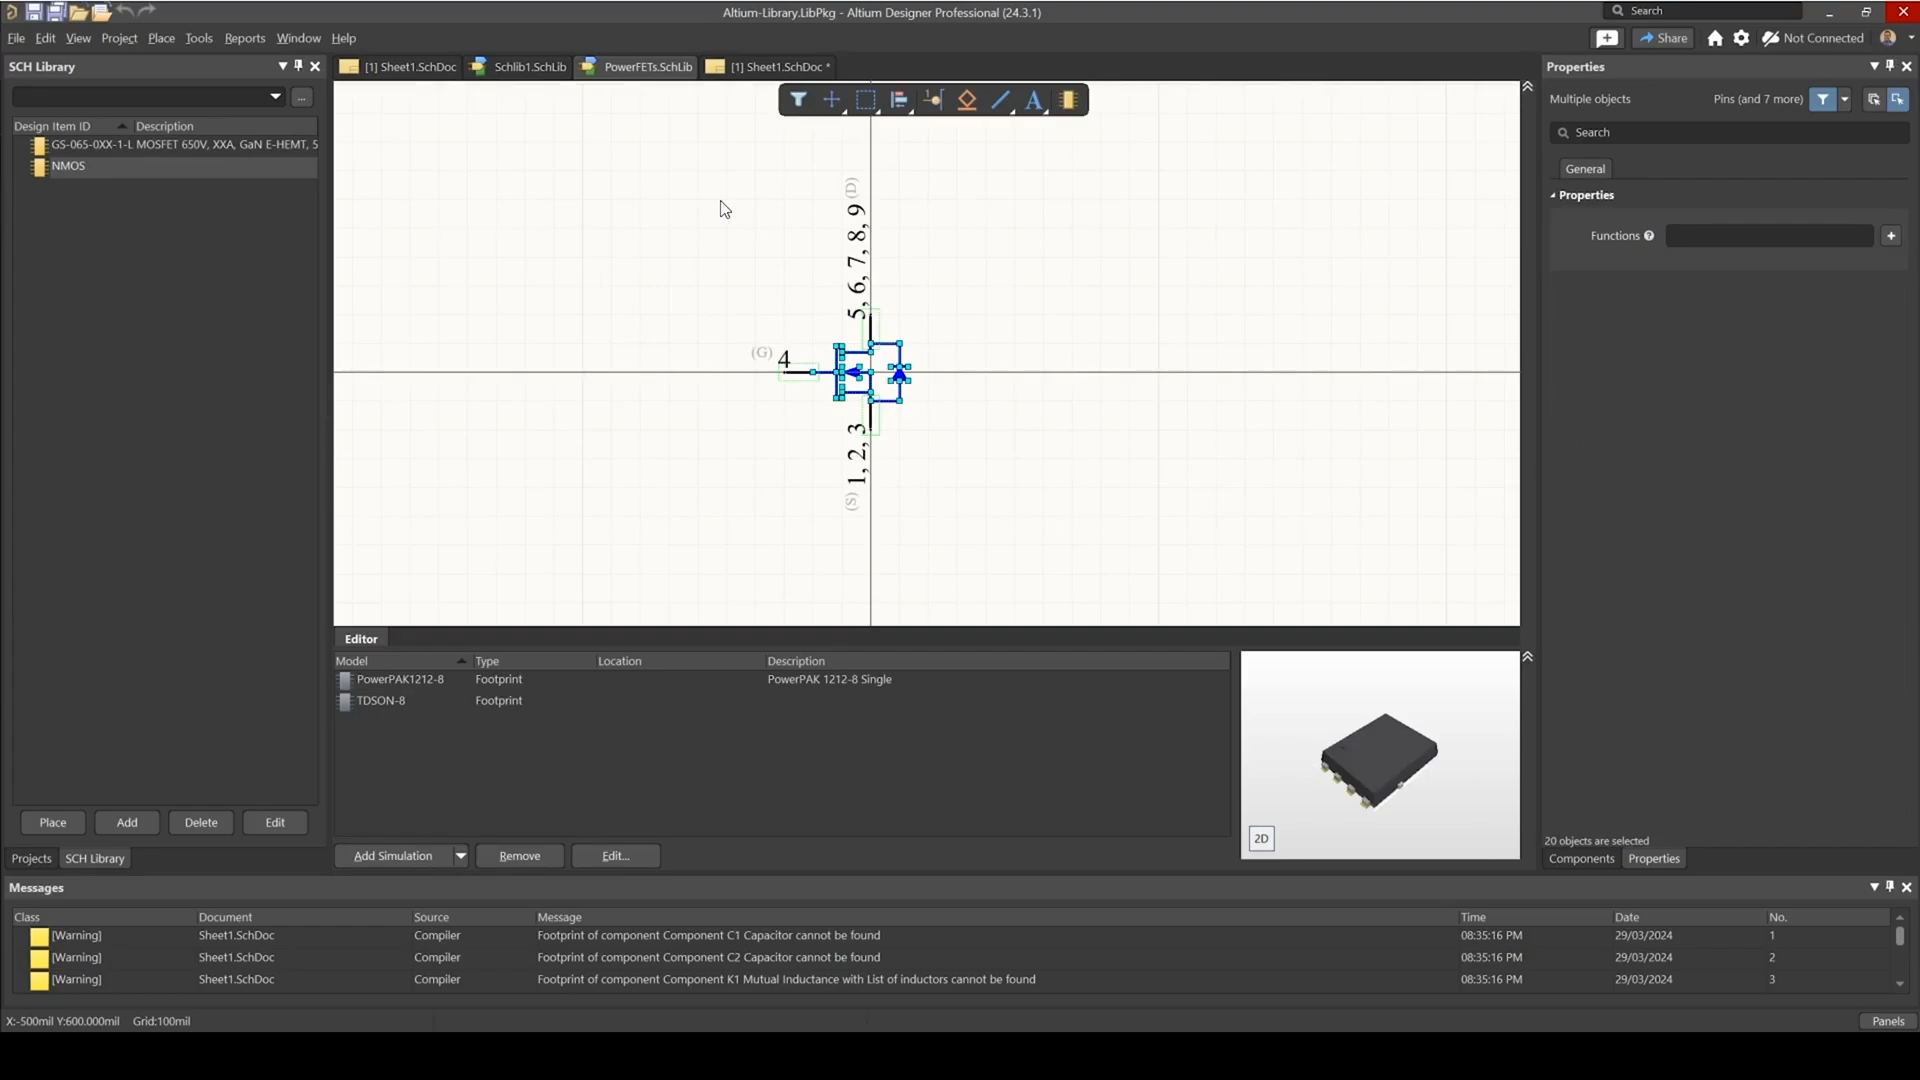 Altium-Library.LibPkg - Altium Designer Professional (24.3.1)
Search
File Edit View Project Place Tools Reports Window Help
Share
Not Connected
SCH Library
[1] Sheet1.SchDoc
Schlib1.SchLib
PowerFETs.SchLib
[1] Sheet1.SchDoc *
Properties
...
Multiple objects
Pins (and 7 more)
Search
Design Item ID
Description
GS-065-0XX-1-L MOSFET 650V, XXA, GaN E-HEMT, 5
NMOS
General
Properties
Functions
(D)
5, 6, 7, 8, 9
(G)
4
1, 2, 3
(S)
Editor
Model
Type
Location
Description
PowerPAK1212-8
Footprint
PowerPAK 1212-8 Single
TDSON-8
Footprint
2D
Place
Add
Delete
Edit
20 objects are selected
Projects
SCH Library
Add Simulation
Remove
Edit...
Components
Properties
Messages
Class Document Source Message Time Date No.
[Warning] Sheet1.SchDoc Compiler Footprint of component Component C1 Capacitor cannot be found 08:35:16 PM 29/03/2024 1
[Warning] Sheet1.SchDoc Compiler Footprint of component Component C2 Capacitor cannot be found 08:35:16 PM 29/03/2024 2
[Warning] Sheet1.SchDoc Compiler Footprint of component Component K1 Mutual Inductance with List of inductors cannot be found 08:35:16 PM 29/03/2024 3
X:-500mil Y:600.000mil Grid:100mil
Panels